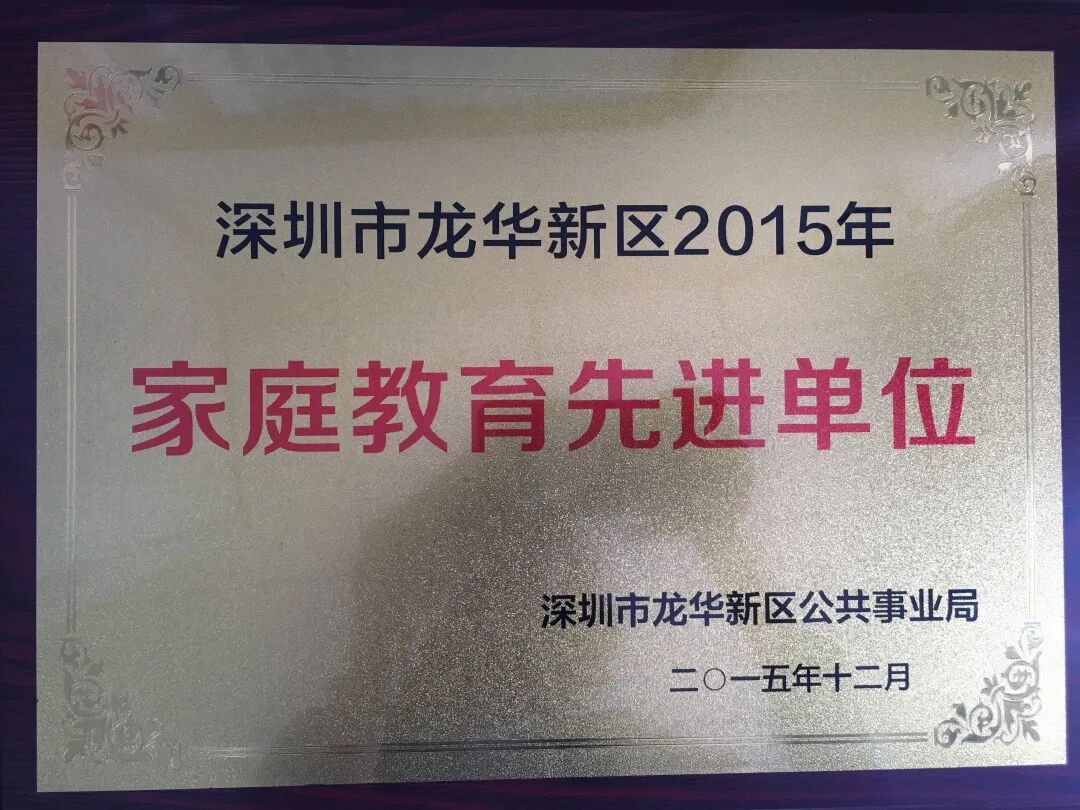 深圳市龙华新区2015年
家庭教育先进单位
深圳市龙华新区公共事业局
二〇一五年十二月